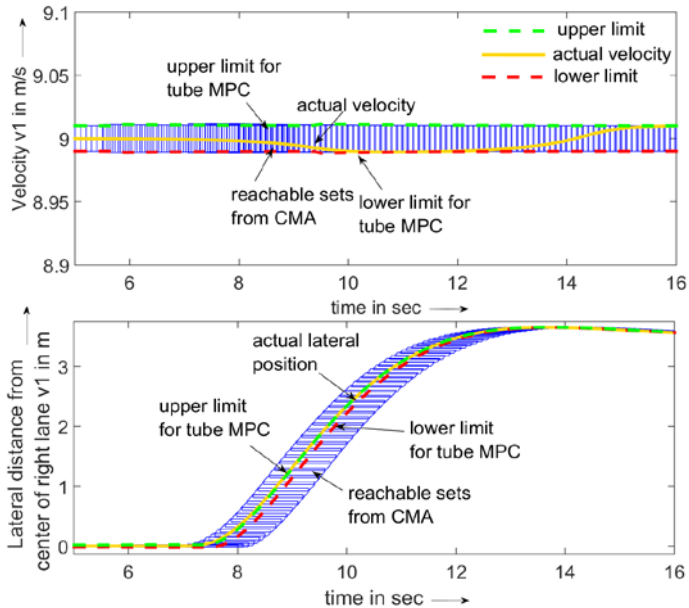 9.1
9.05
9
8.95
8.9
Velocity v1 in m/s
upper limit
actual velocity
lower limit
upper limit for
tube MPC
actual velocity
reachable sets
from CMA
lower limit for
tube MPC
6 8 10 12 14 16
time in sec
3
2
1
0
Lateral distance from
center of right lane v1 in m
actual lateral
position
upper limit
for tube MPC
lower limit
for tube MPC
reachable sets
from CMA
6 8 10 12 14 16
time in sec